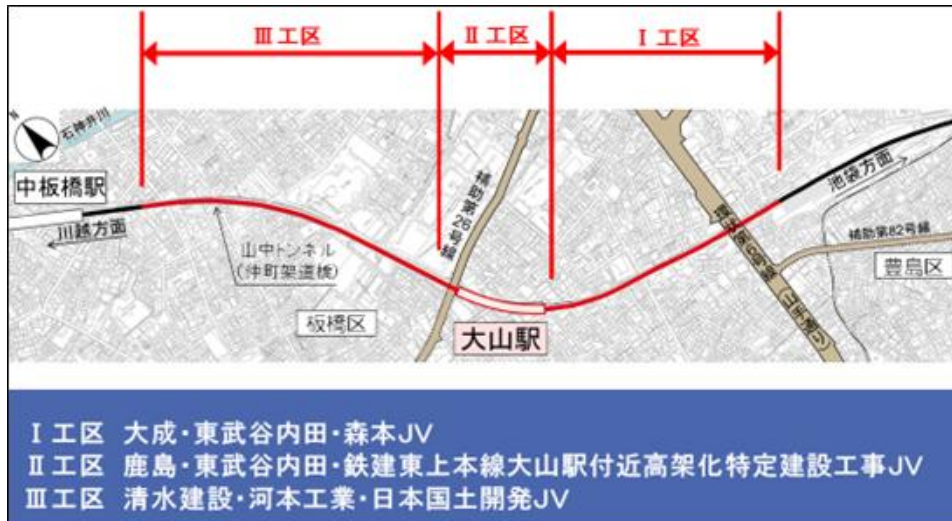 Ⅲ工区 Ⅱ工区 Ⅰ工区
N
石神井川
中板橋駅
川越方面
山中トンネル
(仲町架道橋)
板橋区
補助第26号線
大山駅
池袋方面
補助第82号線
豊島区
(山手通り)
Ⅰ工区 大成・東武谷内田・森本JV
Ⅱ工区 鹿島・東武谷内田・鉄建東上本線大山駅付近高架化特定建設工事JV
Ⅲ工区 清水建設・河本工業・日本国土開発JV